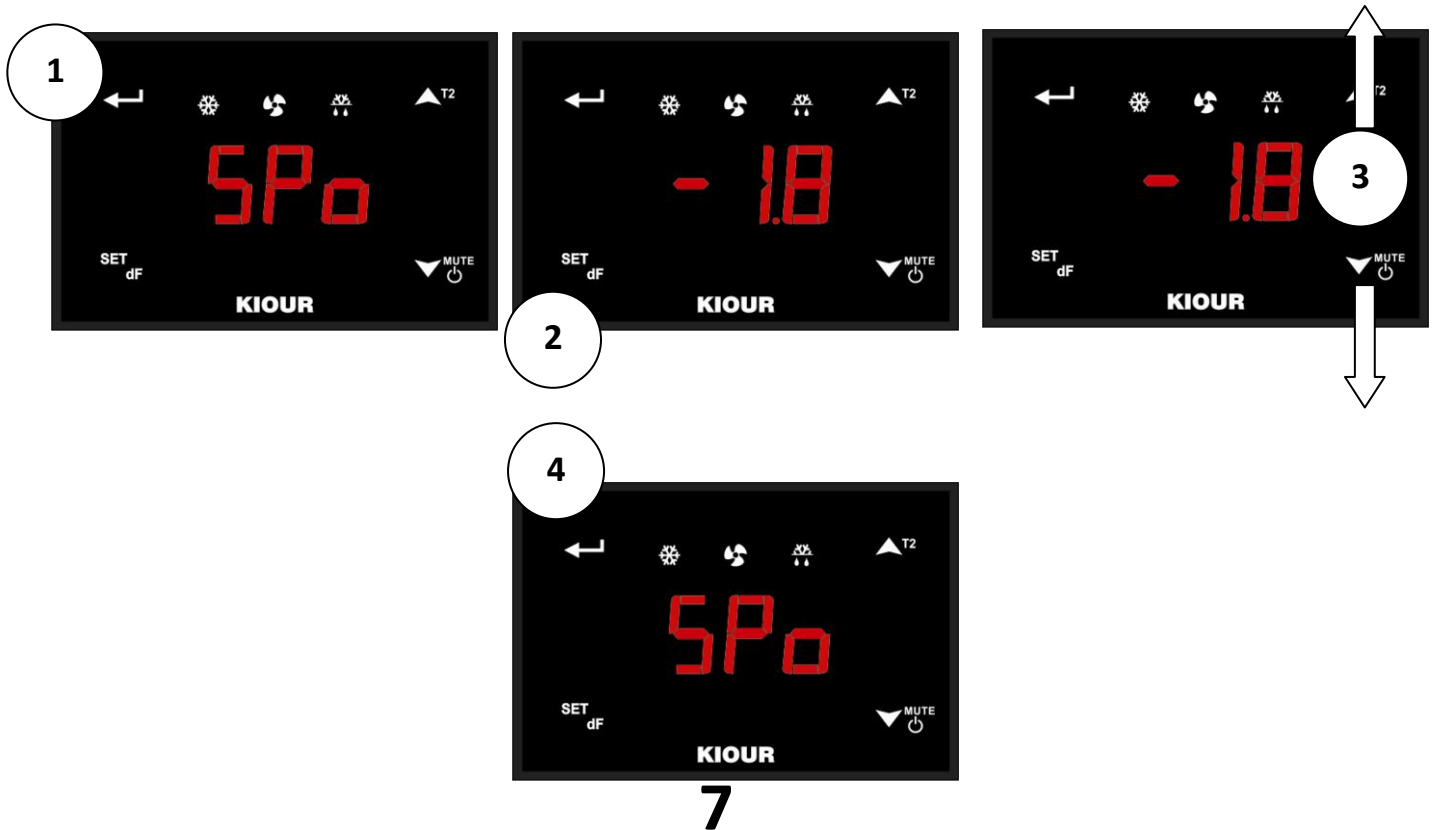 1
T2
SPo
SET
dF
MUTE
KIOUR
T2
- 1.8
SET
dF
MUTE
KIOUR
2
T2
- 1.8
3
SET
dF
MUTE
KIOUR
4
T2
SPo
SET
dF
MUTE
KIOUR
7